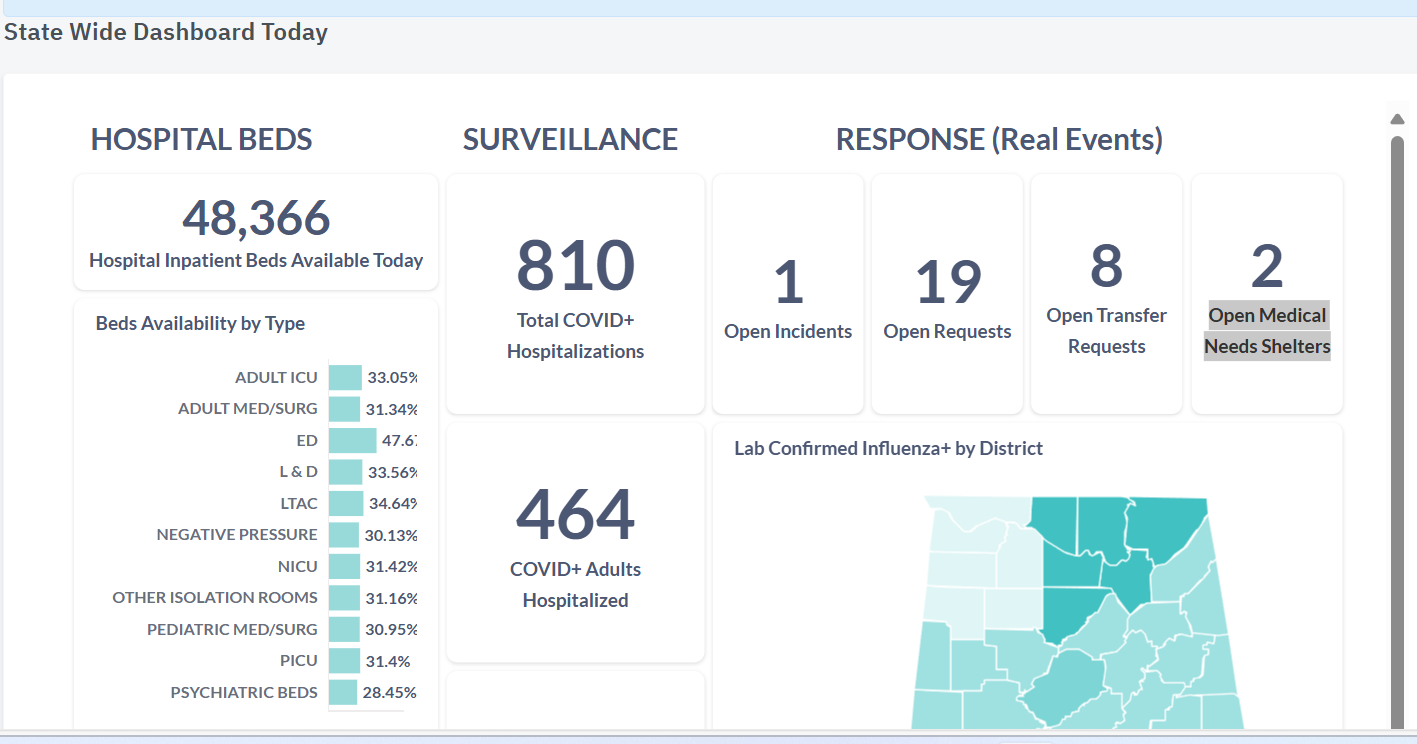 State Wide Dashboard Today
HOSPITAL BEDS
48,366
Hospital Inpatient Beds Available Today
Beds Availability by Type
ADULT ICU 33.05%
ADULT MED/SURG 31.34%
ED 47.67
L & D 33.56%
LTAC 34.64%
NEGATIVE PRESSURE 30.13%
NICU 31.42%
OTHER ISOLATION ROOMS 31.16%
PEDIATRIC MED/SURG 30.95%
PICU 31.4%
PSYCHIATRIC BEDS 28.45%
SURVEILLANCE
810
Total COVID+
Hospitalizations
464
COVID+ Adults
Hospitalized
RESPONSE (Real Events)
1
Open Incidents
19
Open Requests
8
Open Transfer
Requests
2
Open Medical
Needs Shelters
Lab Confirmed Influenza+ by District